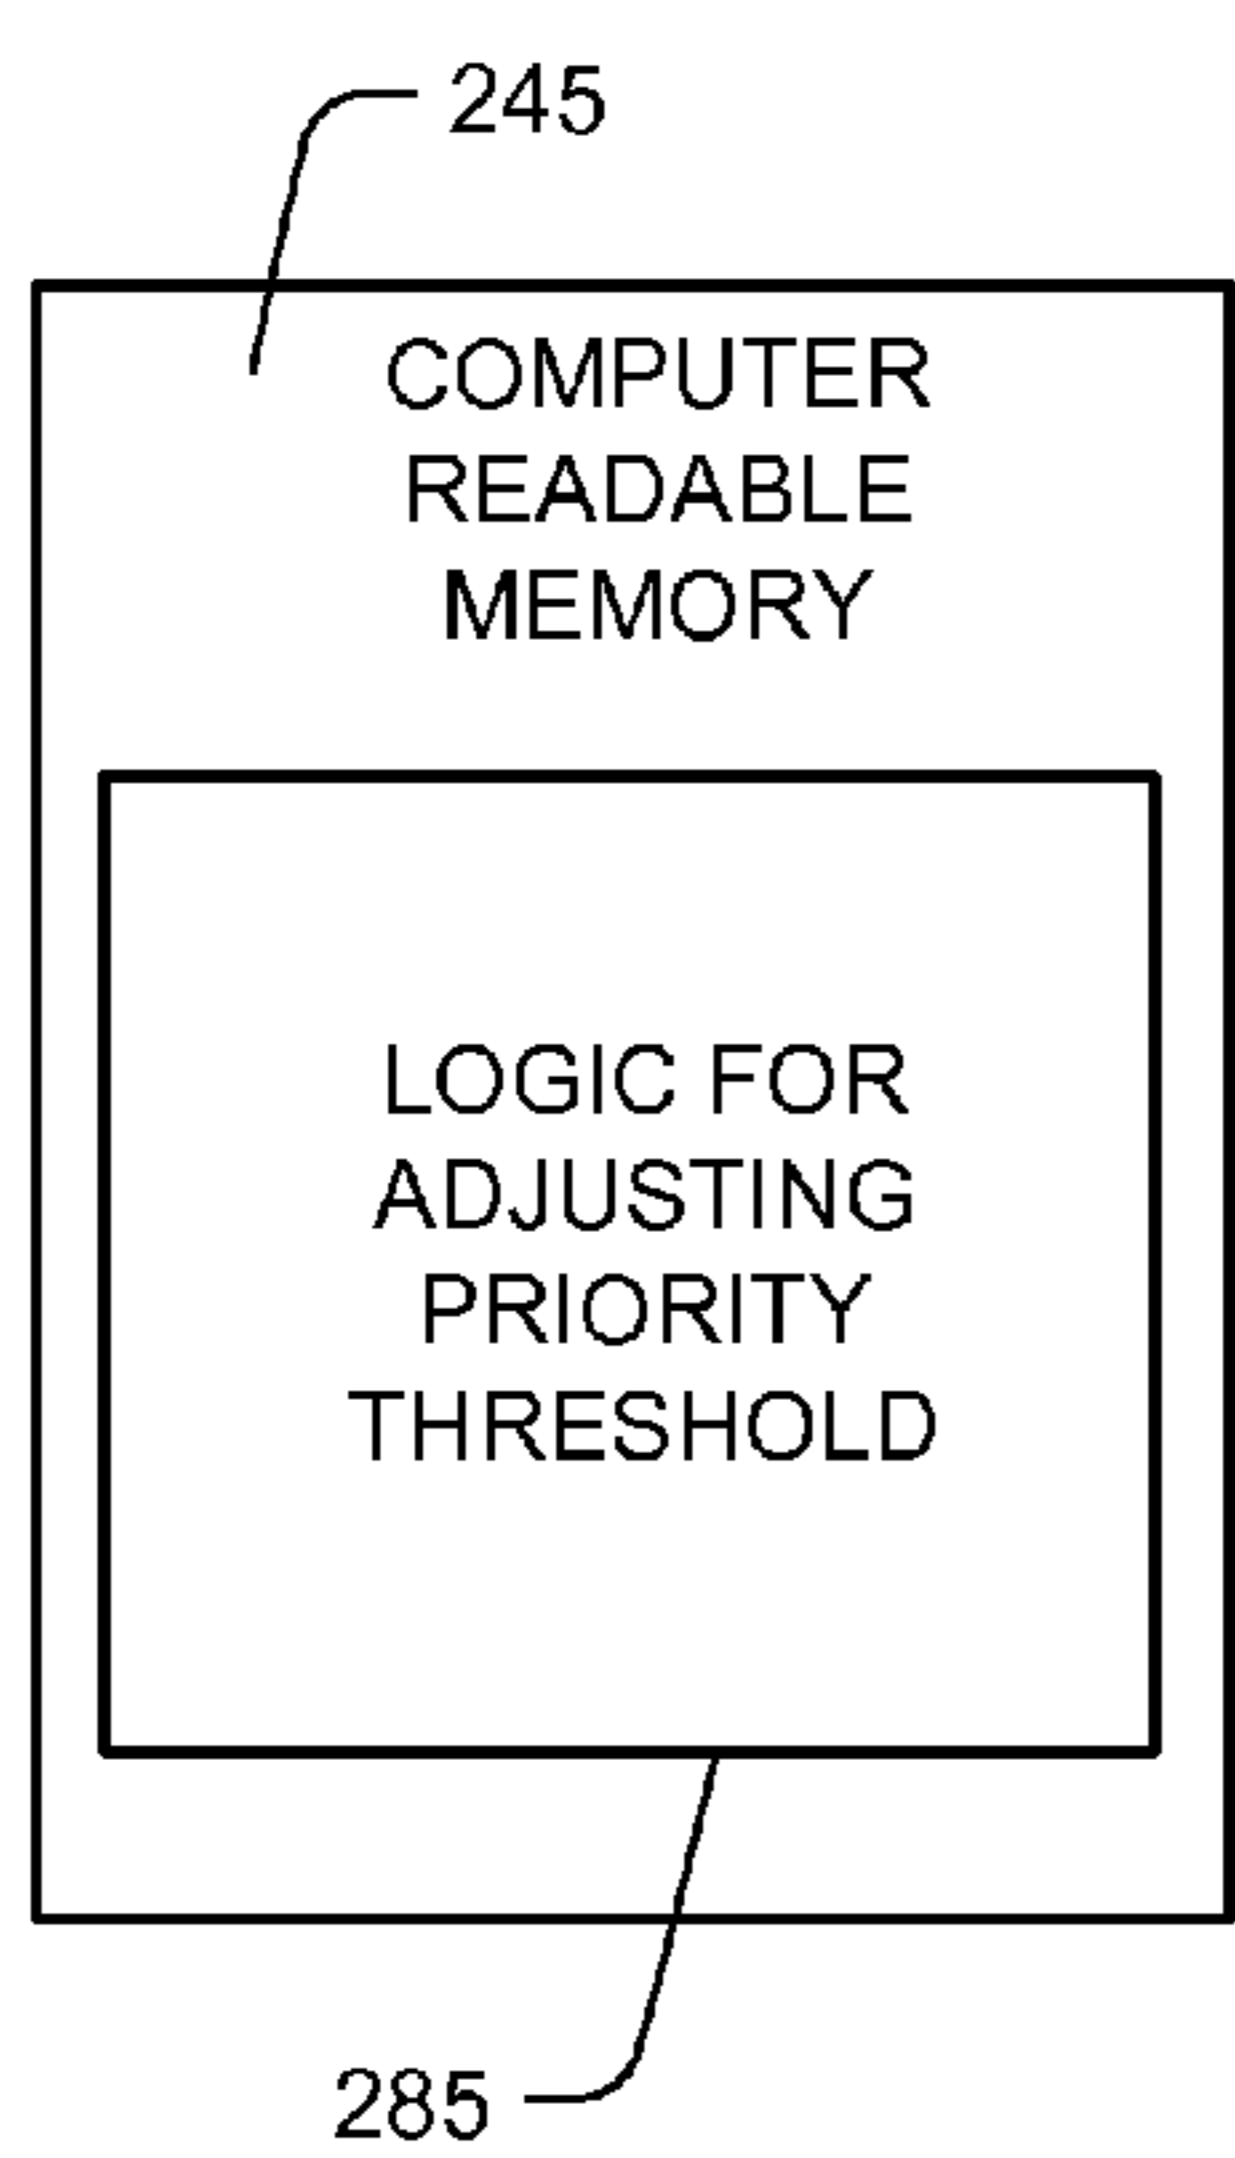 245
COMPUTER
READABLE
MEMORY
LOGIC FOR
ADJUSTING
PRIORITY
THRESHOLD
285